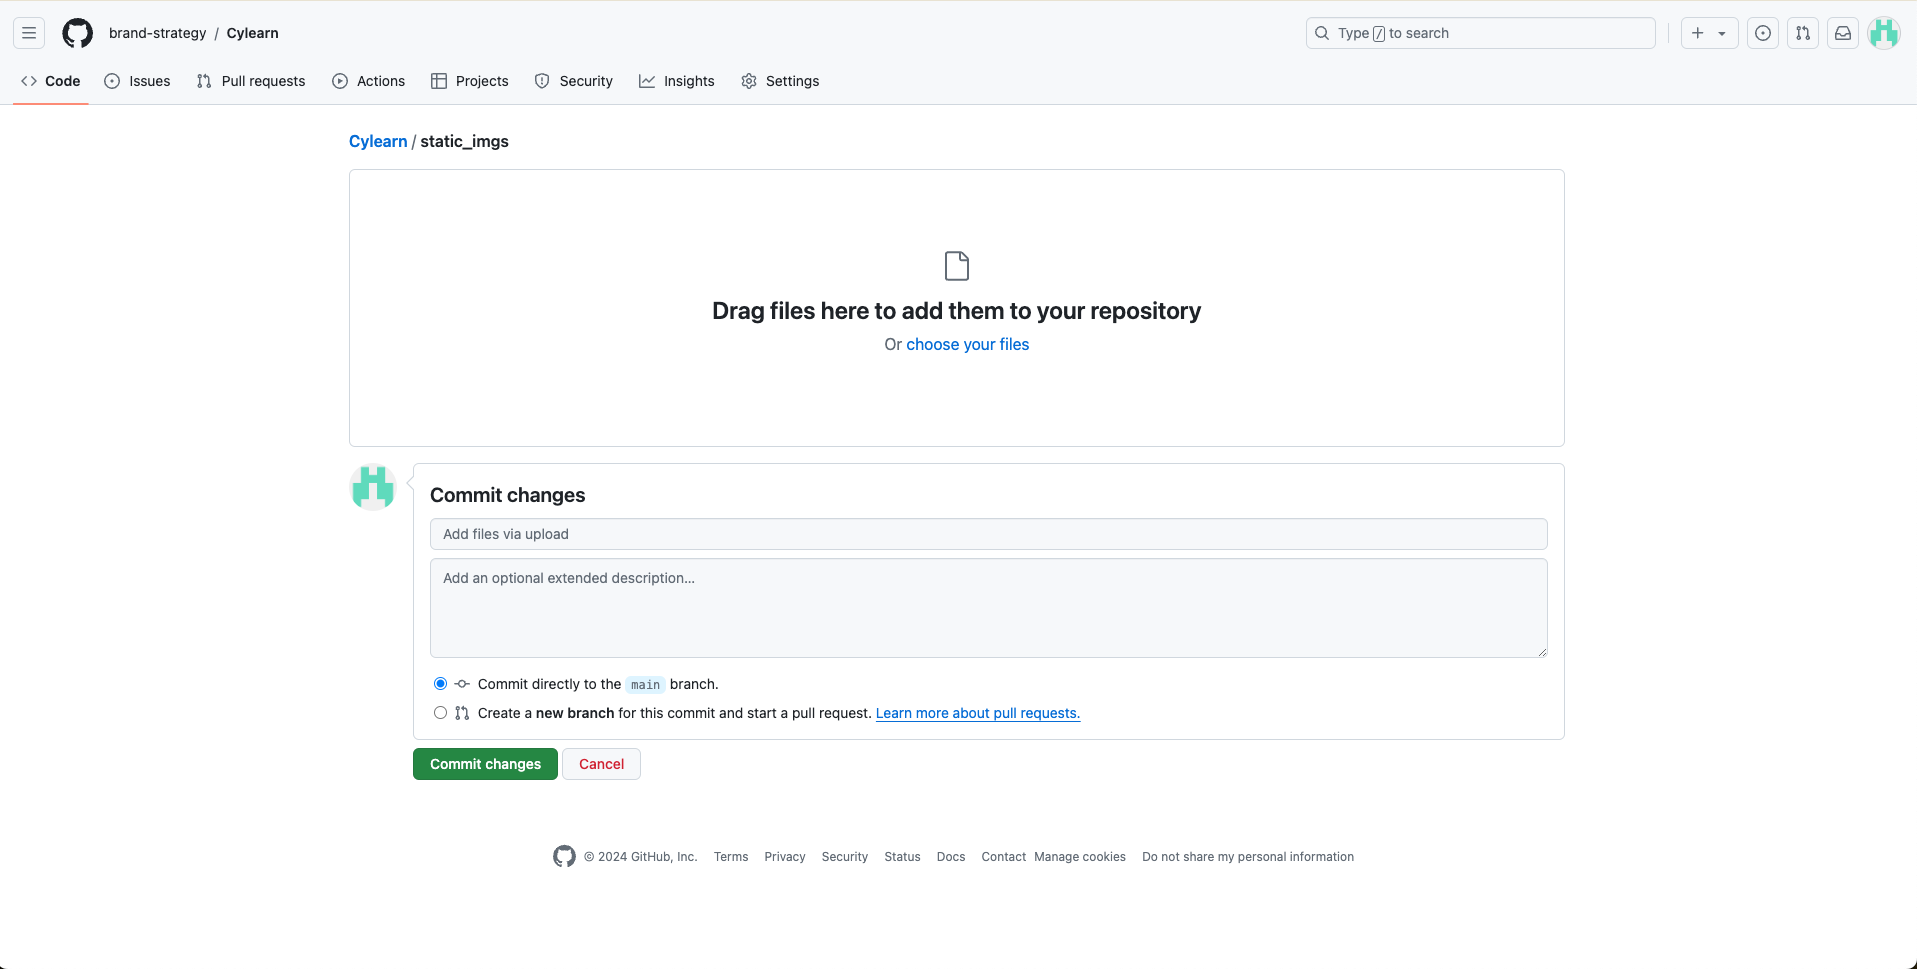 brand-strategy / Cylearn
Type / to search
Code Issues Pull requests Actions Projects Security Insights Settings
Cylearn / static_imgs
Drag files here to add them to your repository
Or choose your files
Commit changes
Add files via upload
Add an optional extended description...
Commit directly to the main branch.
Create a new branch for this commit and start a pull request. Learn more about pull requests.
Commit changes Cancel
© 2024 GitHub, Inc. Terms Privacy Security Status Docs Contact Manage cookies Do not share my personal information